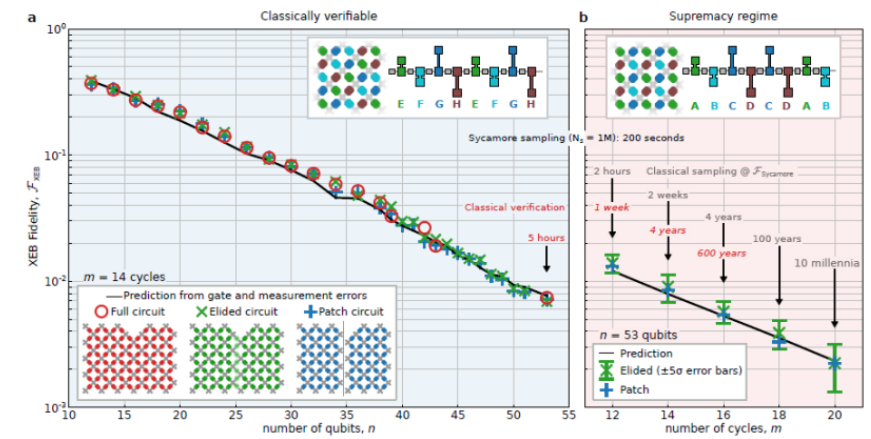 a Classically verifiable
b Supremacy regime
XEB Fidelity, ℱ_XEB
10⁰
10⁻¹
10⁻²
10⁻³
E F G H E F G H
A B C D C D A B
Sycamore sampling (Nₛ = 1M): 200 seconds
Classical verification
5 hours
2 hours
Classical sampling @ ℱ_Sycamore
1 week
2 weeks
4 years
4 years
600 years
100 years
10 millennia
m = 14 cycles
Prediction from gate and measurement errors
Full circuit Elided circuit Patch circuit
n = 53 qubits
Prediction
Elided (±5σ error bars)
Patch
10 15 20 25 30 35 40 45 50 55
number of qubits, n
12 14 16 18 20
number of cycles, m